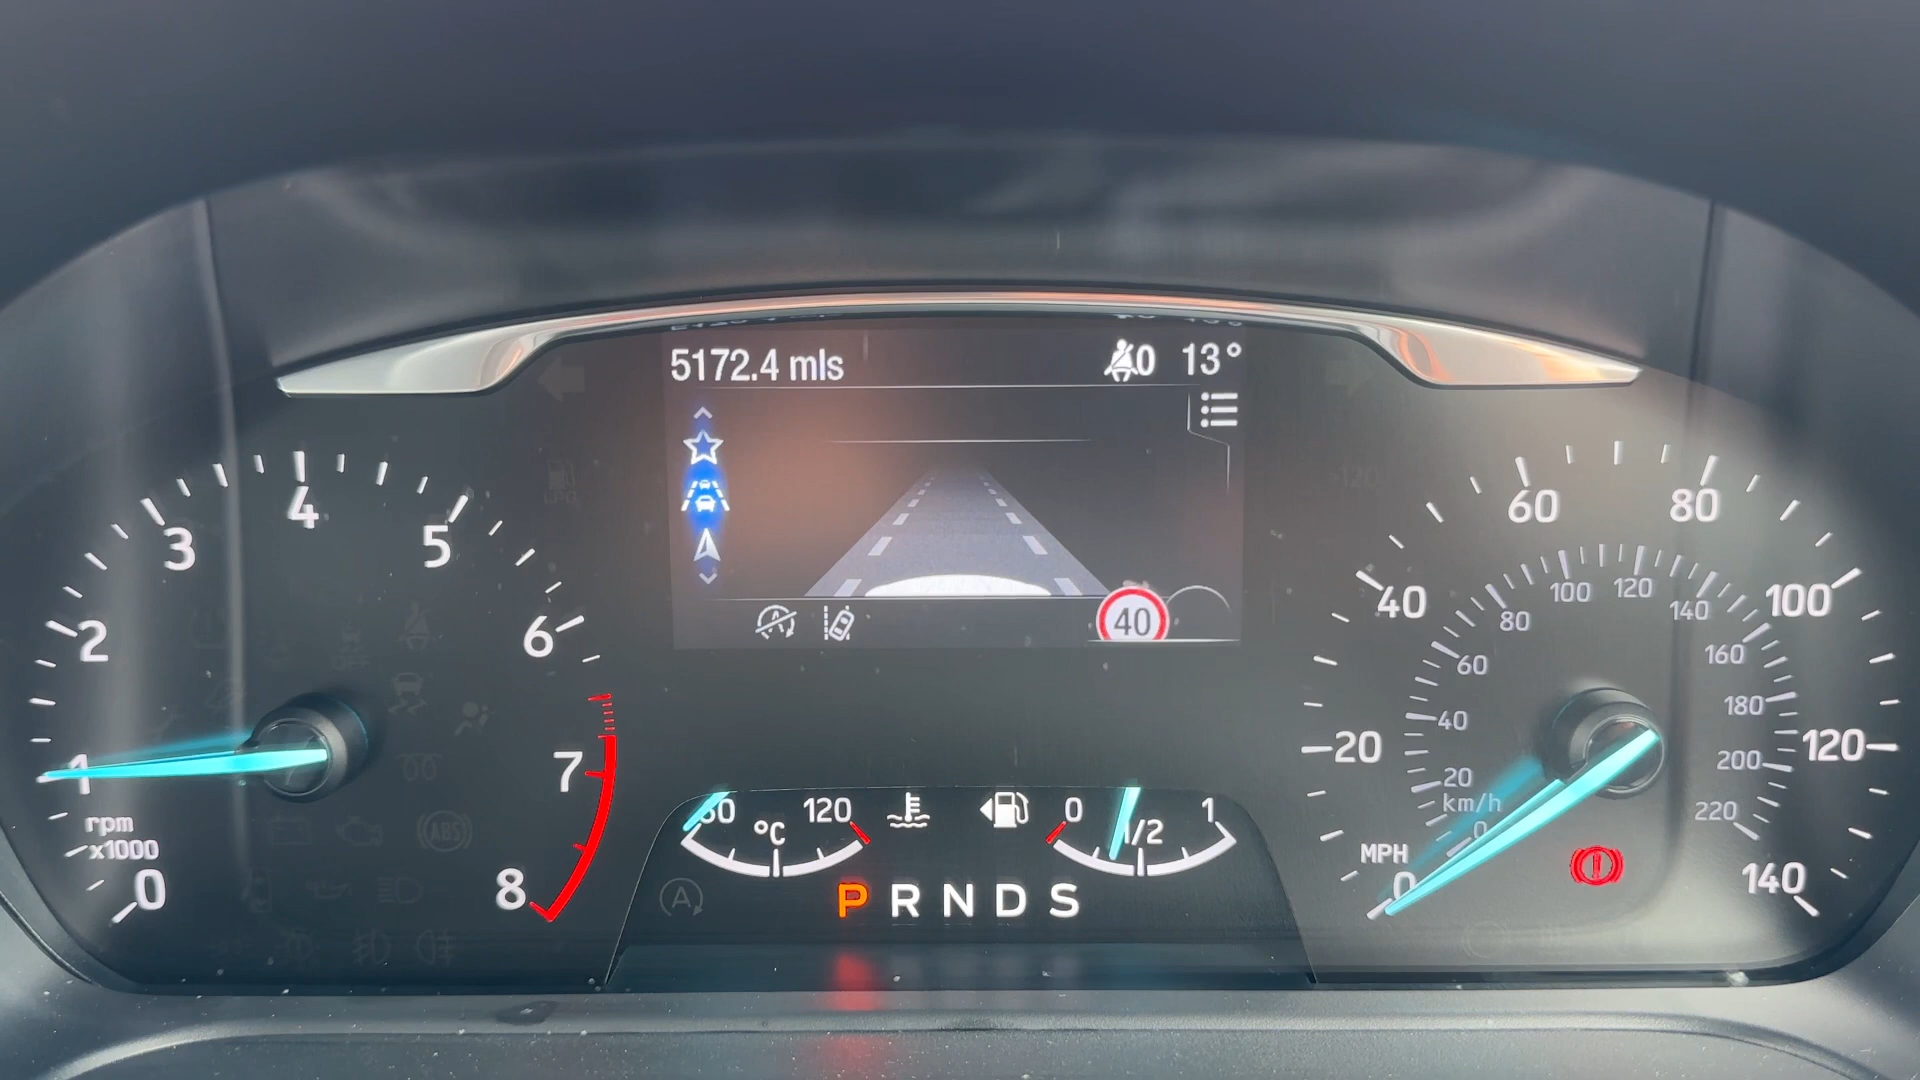 5172.4 mls 0 13°
40
0 1 2 3 4 5 6 7 8
rpm
x1000
0 20 40 60 80 100 120 140
MPH
0 20 40 60 80 100 120 140 160 180 200 220
km/h
60 °C 120
0 1/2 1
A
P R N D S
ABS